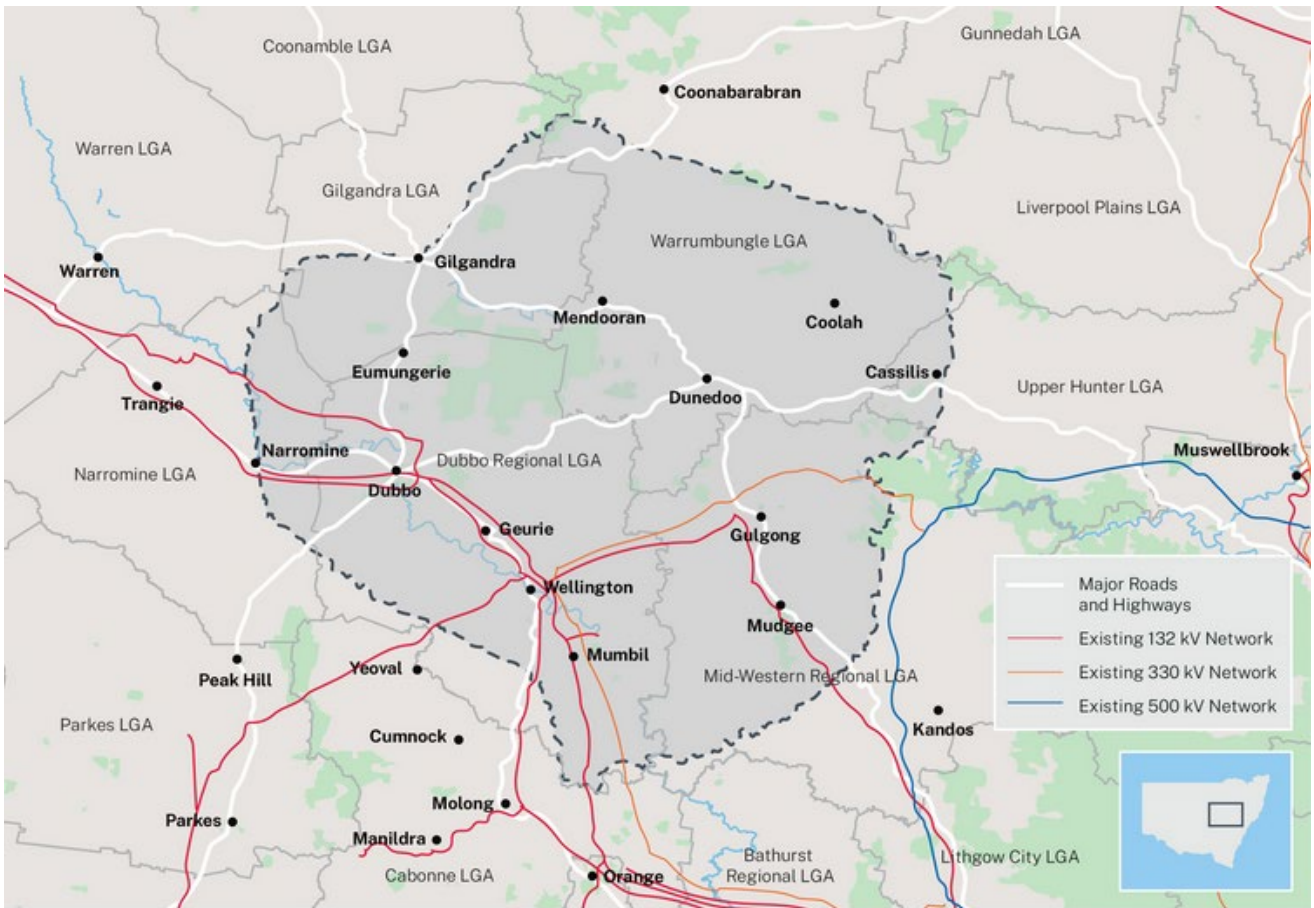 Coonamble LGA
Gunnedah LGA
Coonabarabran
Warren LGA
Gilgandra LGA
Liverpool Plains LGA
Warrumbungle LGA
Warren
Gilgandra
Mendooran
Coolah
Eumungerie
Cassilis
Trangie
Dunedoo
Upper Hunter LGA
Narromine
Dubbo Regional LGA
Muswellbrook
Narromine LGA
Dubbo
Geurie
Gulgong
Wellington
Mudgee
Mumbil
Yeoval
Peak Hill
Mid-Western Regional LGA
Parkes LGA
Kandos
Cumnock
Molong
Parkes
Manildra
Bathurst
Regional LGA
Lithgow City LGA
Cabonne LGA
Orange
Major Roads
and Highways
Existing 132 kV Network
Existing 330 kV Network
Existing 500 kV Network